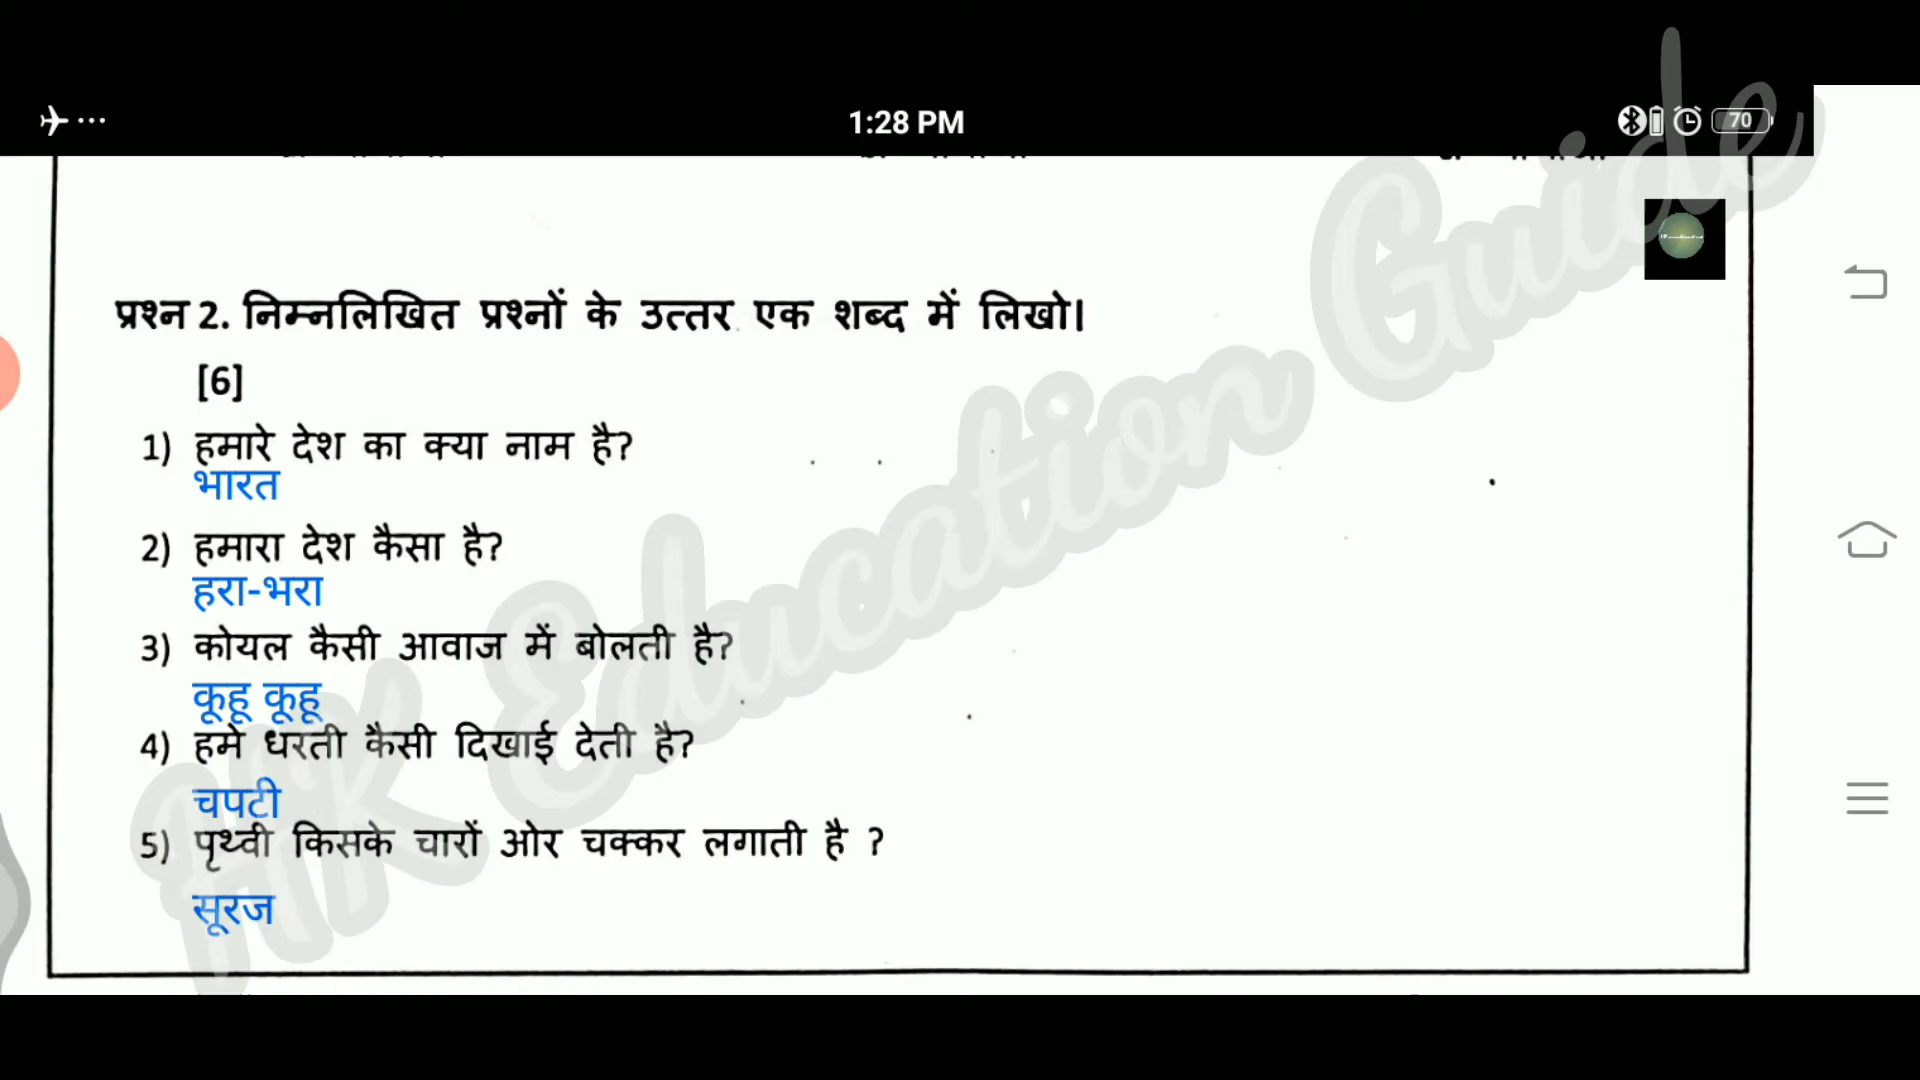 1:28 PM
70
प्रश्न 2. निम्नलिखित प्रश्नों के उत्तर एक शब्द में लिखो।
[6]
1) हमारे देश का क्या नाम है?
भारत
2) हमारा देश कैसा है?
हरा-भरा
3) कोयल कैसी आवाज में बोलती है?
कूहू कूहू
4) हमे धरती कैसी दिखाई देती है?
चपटी
5) पृथ्वी किसके चारों ओर चक्कर लगाती है ?
सूरज
HK Education Guide